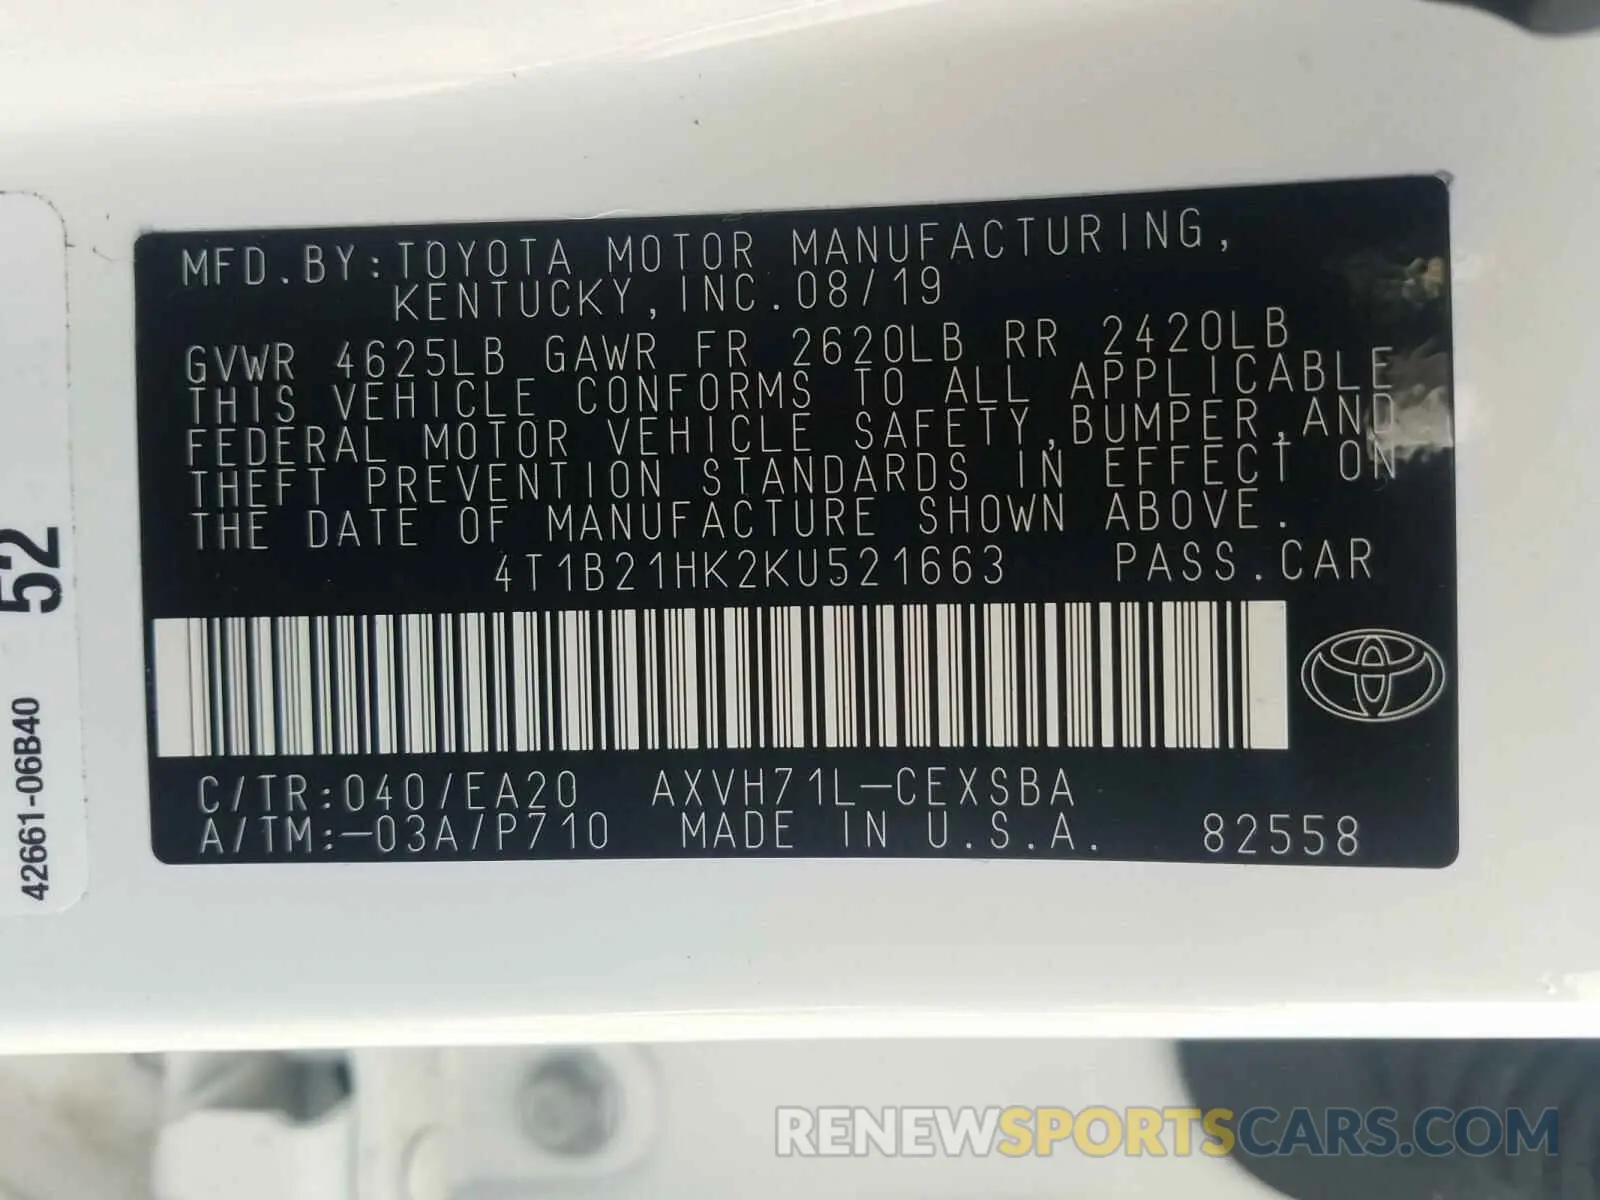 MFD.BY:TOYOTA MOTOR MANUFACTURING,
KENTUCKY,INC.08/19
GVWR 4625LB GAWR FR 2620LB RR 2420LB
THIS VEHICLE CONFORMS TO ALL APPLICABLE
FEDERAL MOTOR VEHICLE SAFETY,BUMPER,AND
THEFT PREVENTION STANDARDS IN EFFECT ON
THE DATE OF MANUFACTURE SHOWN ABOVE.
4T1B21HK2KU521663 PASS.CAR
C/TR:040/EA20 AXVH71L-CEXSBA
A/TM:-03A/P710 MADE IN U.S.A. 82558
52
42661-06B40
RENEWSPORTSCARS.COM